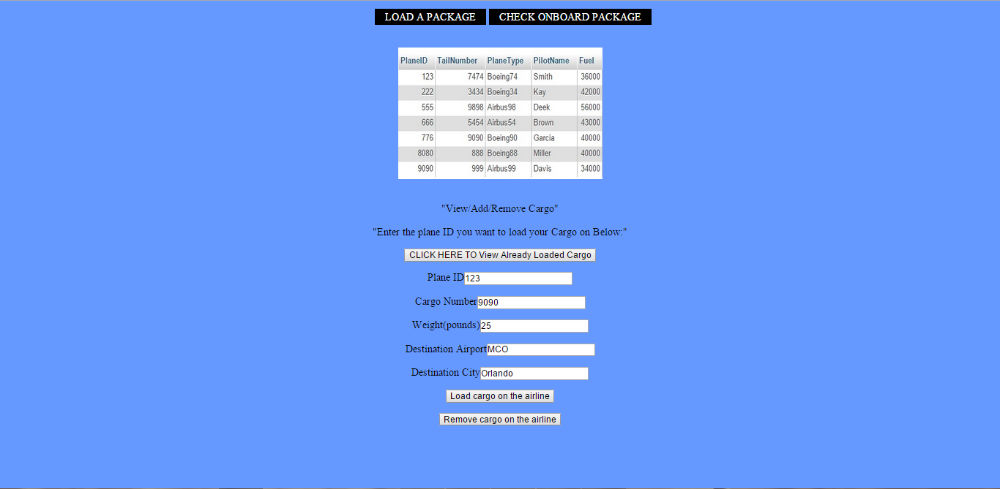 LOAD A PACKAGE CHECK ONBOARD PACKAGE
PlaneID TailNumber PlaneType PilotName Fuel
123 7474 Boeing74 Smith 36000
222 3434 Boeing34 Kay 42000
555 9898 Airbus98 Deek 56000
666 5454 Airbus54 Brown 43000
776 9090 Boeing90 Garcia 40000
8080 888 Boeing88 Miller 40000
9090 999 Airbus99 Davis 34000
"View/Add/Remove Cargo"
"Enter the plane ID you want to load your Cargo on Below:"
CLICK HERE TO View Already Loaded Cargo
Plane ID 123
Cargo Number 9090
Weight(pounds) 25
Destination Airport MCO
Destination City Orlando
Load cargo on the airline
Remove cargo on the airline